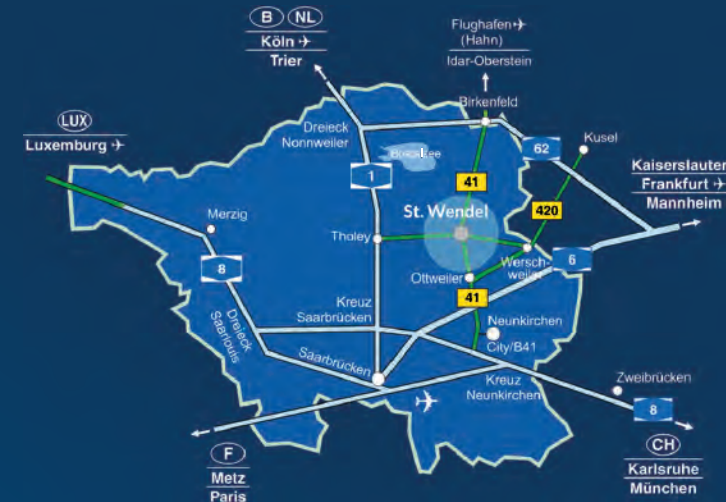 B NL
Köln
Trier
Flughafen
(Hahn)
Idar-Oberstein
Birkenfeld
LUX
Luxemburg
Dreieck
Nonnweiler
Bostalsee
62
Kusel
1
41
420
Kaiserslautern
Frankfurt
Mannheim
Merzig
St. Wendel
Tholey
8
Wersch-
weiler
6
Ottweiler
41
Kreuz
Saarbrücken
Dreieck
Saarlouis
Neunkirchen
City/B41
Saarbrücken
Kreuz
Neunkirchen
Zweibrücken
8
F
Metz
Paris
CH
Karlsruhe
München